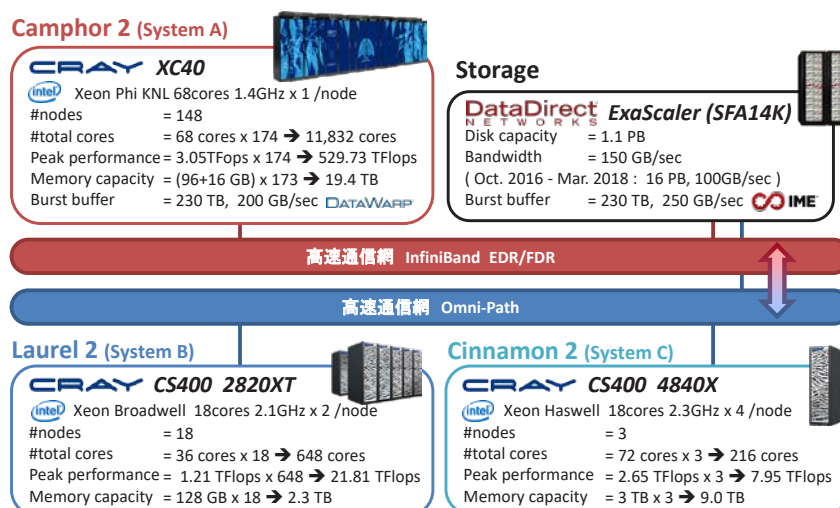 Camphor 2 (System A)
CRAY XC40
intel Xeon Phi KNL 68cores 1.4GHz x 1 /node
#nodes = 148
#total cores = 68 cores x 174 ➔ 11,832 cores
Peak performance = 3.05TFops x 174 ➔ 529.73 TFlops
Memory capacity = (96+16 GB) x 173 ➔ 19.4 TB
Burst buffer = 230 TB, 200 GB/sec DATAWARP
Storage
DataDirect NETWORKS ExaScaler (SFA14K)
Disk capacity = 1.1 PB
Bandwidth = 150 GB/sec
( Oct. 2016 - Mar. 2018 : 16 PB, 100GB/sec )
Burst buffer = 230 TB, 250 GB/sec IME
高速通信網 InfiniBand EDR/FDR
高速通信網 Omni-Path
Laurel 2 (System B)
CRAY CS400 2820XT
intel Xeon Broadwell 18cores 2.1GHz x 2 /node
#nodes = 18
#total cores = 36 cores x 18 ➔ 648 cores
Peak performance = 1.21 TFlops x 648 ➔ 21.81 TFlops
Memory capacity = 128 GB x 18 ➔ 2.3 TB
Cinnamon 2 (System C)
CRAY CS400 4840X
intel Xeon Haswell 18cores 2.3GHz x 4 /node
#nodes = 3
#total cores = 72 cores x 3 ➔ 216 cores
Peak performance = 2.65 TFlops x 3 ➔ 7.95 TFlops
Memory capacity = 3 TB x 3 ➔ 9.0 TB